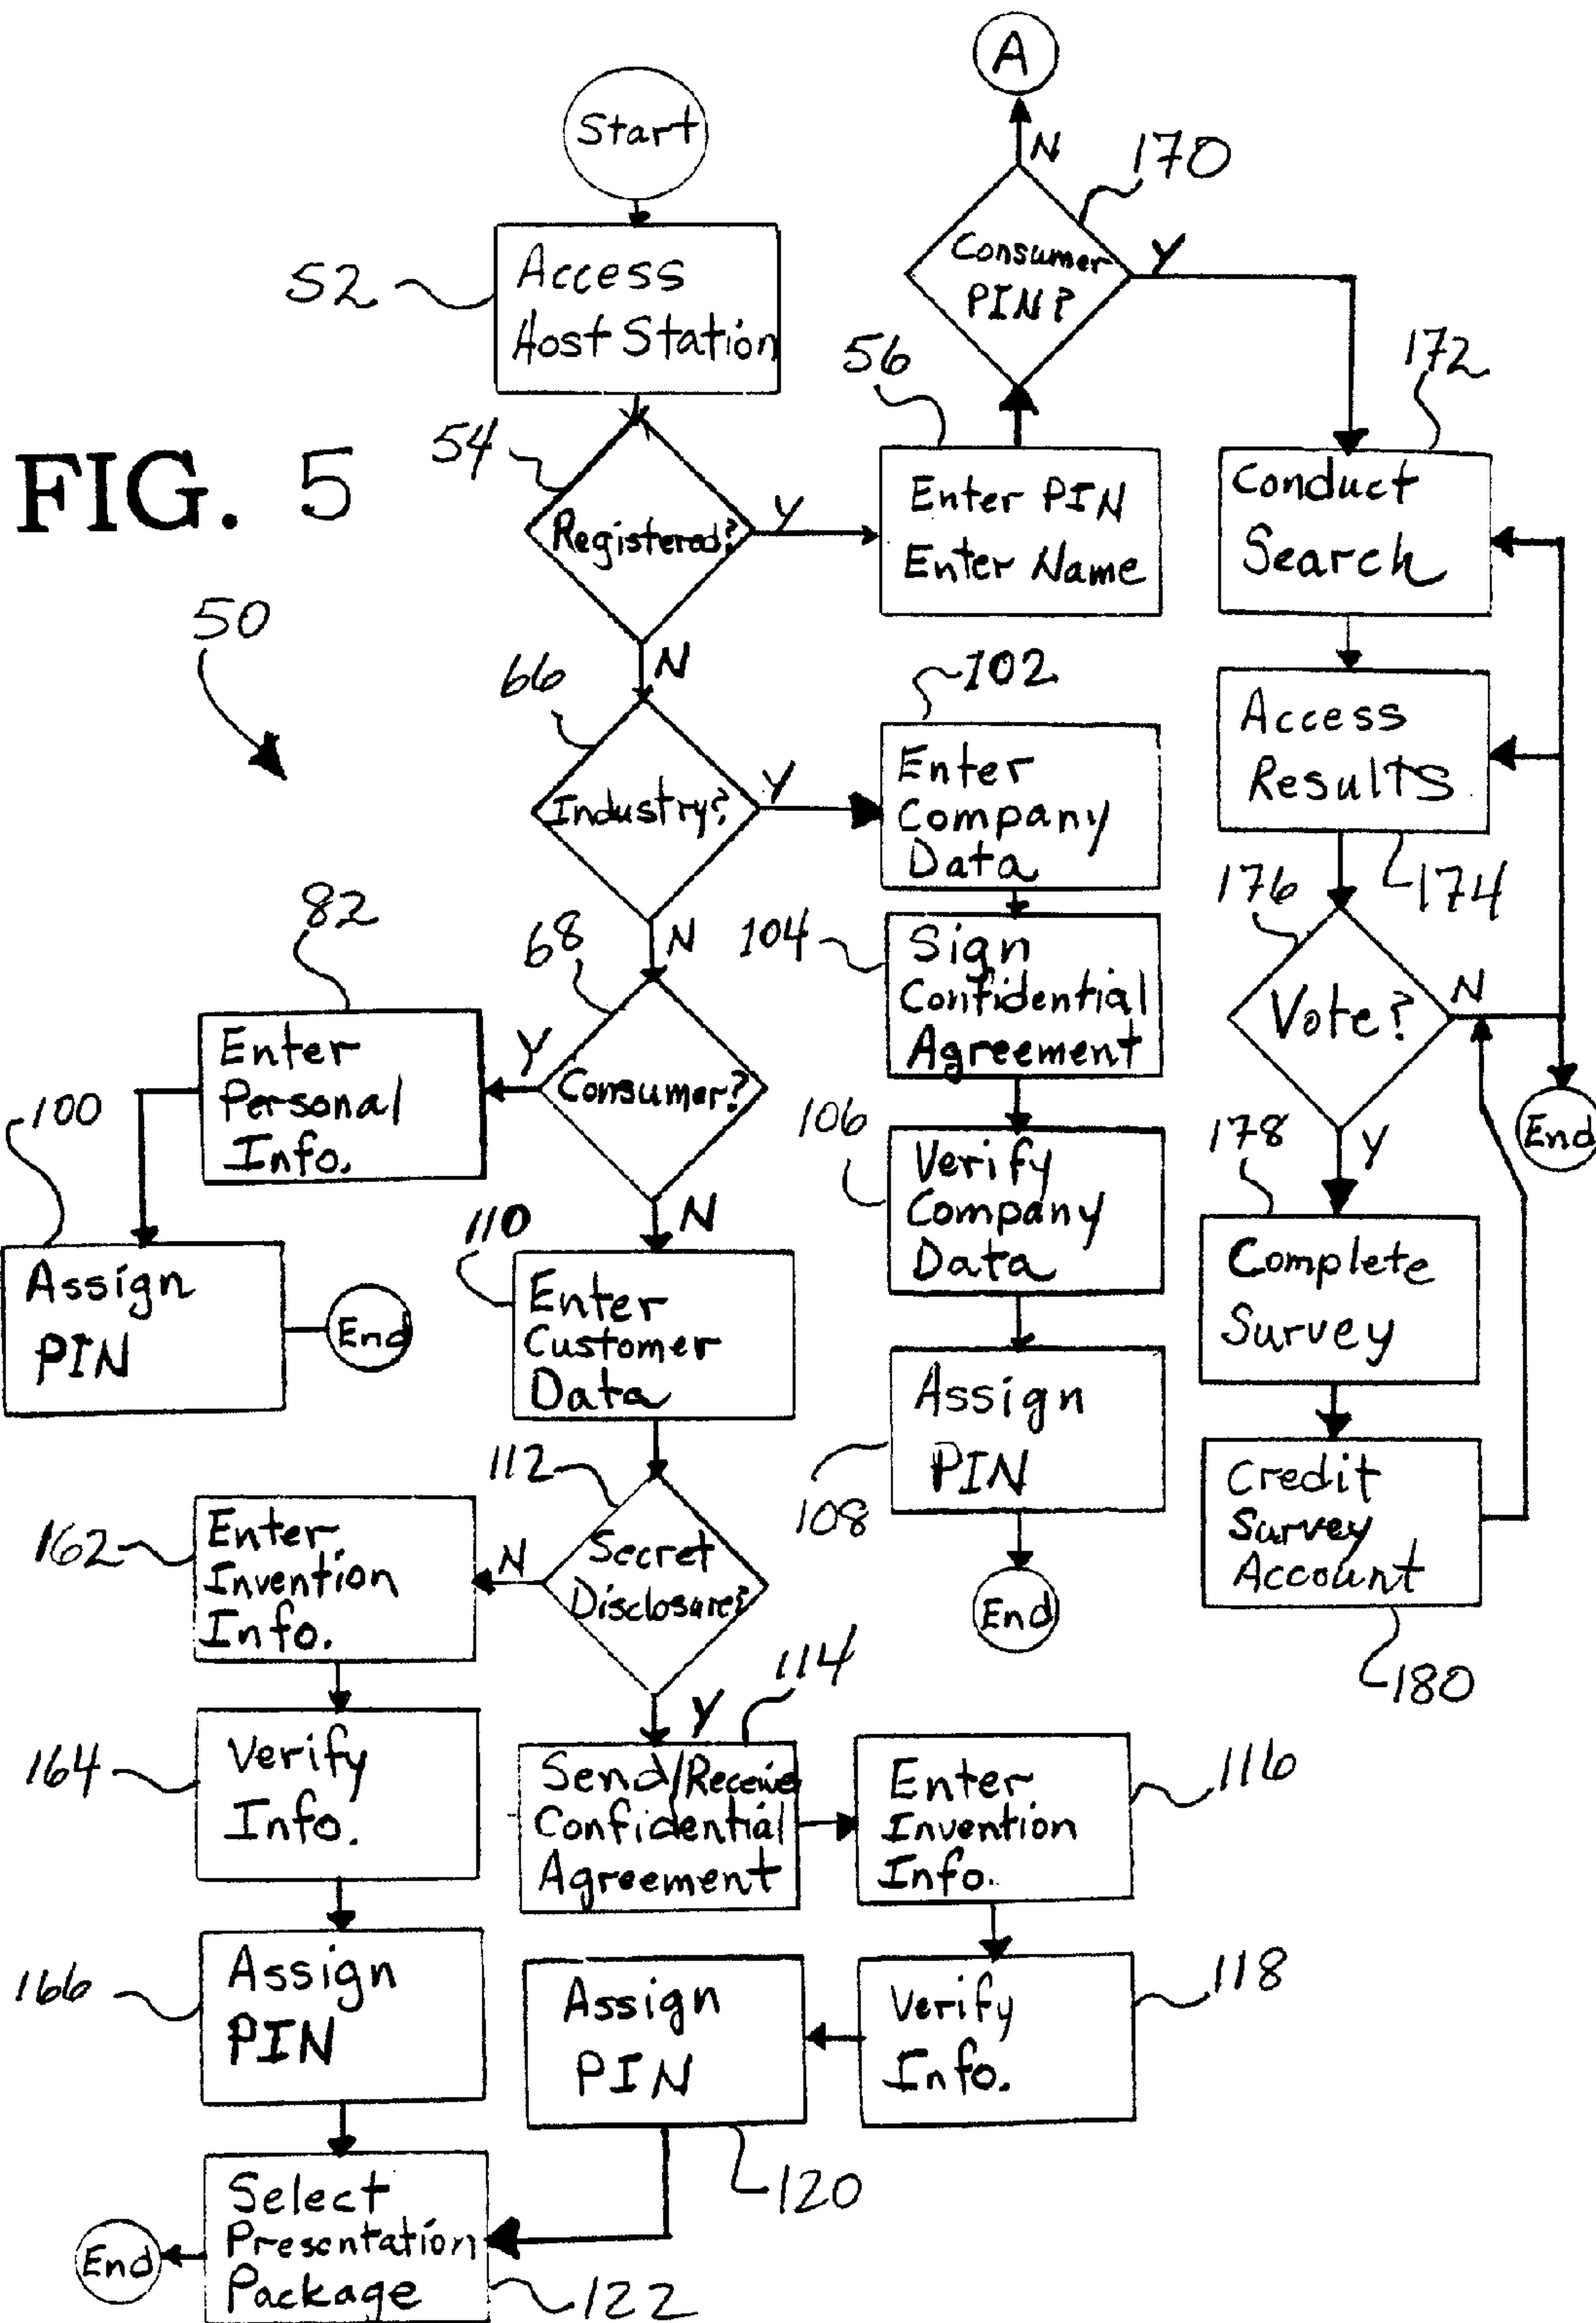 A
Start
N
170
Consumer
PIN?
Y
52
Access
Host Station
56
172
FIG. 5
54
Registered?
Y
Enter PIN
Enter Name
Conduct
Search
50
N
66
102
Industry?
Y
Enter
Company
Data
Access
Results
174
82
68
N
104
Sign
Confidential
Agreement
176
Vote?
N
Enter
Personal
Info.
Y
Consumer?
100
106
Verify
Company
Data
178
Y
End
110
N
Assign
PIN
End
Enter
Customer
Data
Complete
Survey
Assign
PIN
108
112
162
Enter
Invention
Info.
N
Secret
Disclosure?
End
Credit
Survey
Account
180
114
Y
164
Verify
Info.
Send/Receive
Confidential
Agreement
Enter
Invention
Info.
116
166
Assign
PIN
Assign
PIN
Verify
Info.
118
120
End
Select
Presentation
Package
122